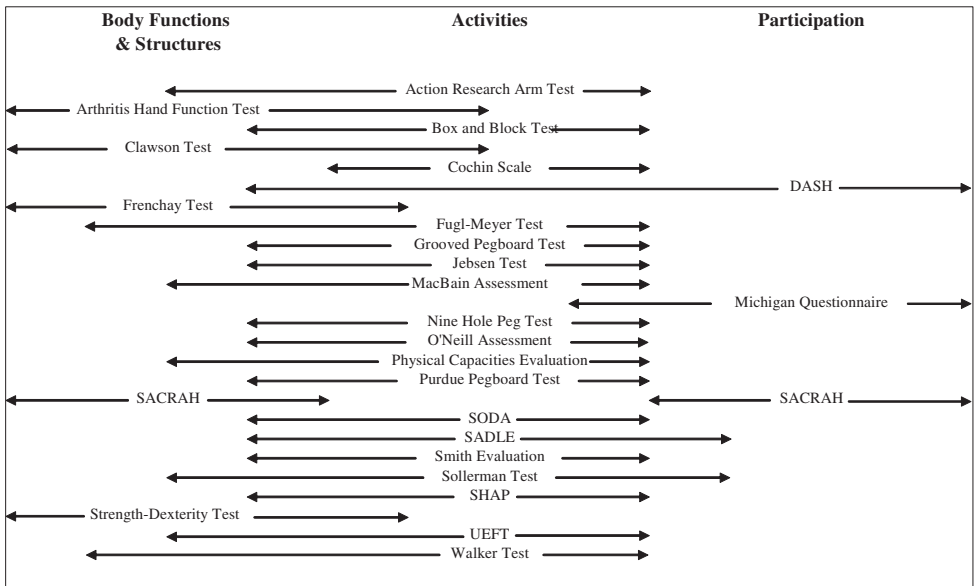 Body Functions & Structures
Activities
Participation
Action Research Arm Test
Arthritis Hand Function Test
Box and Block Test
Clawson Test
Cochin Scale
DASH
Frenchay Test
Fugl-Meyer Test
Grooved Pegboard Test
Jebsen Test
MacBain Assessment
Michigan Questionnaire
Nine Hole Peg Test
O'Neill Assessment
Physical Capacities Evaluation
Purdue Pegboard Test
SACRAH SACRAH
SODA
SADLE
Smith Evaluation
Sollerman Test
SHAP
Strength-Dexterity Test
UEFT
Walker Test